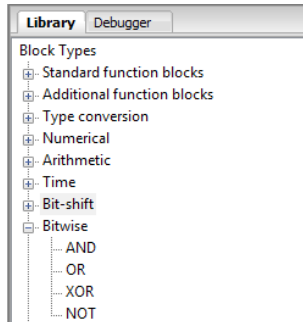 Library Debugger
Block Types
Standard function blocks
Additional function blocks
Type conversion
Numerical
Arithmetic
Time
Bit-shift
Bitwise
AND
OR
XOR
NOT